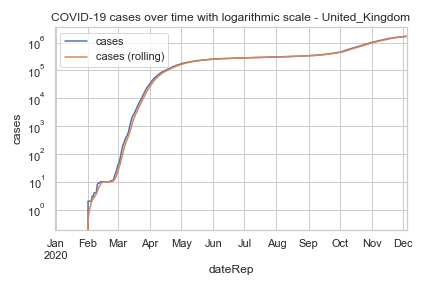 COVID-19 cases over time with logarithmic scale - United_Kingdom
cases
cases (rolling)
10^6
10^5
10^4
10^3
10^2
10^1
10^0
cases
Jan Feb Mar Apr May Jun Jul Aug Sep Oct Nov Dec
2020
dateRep